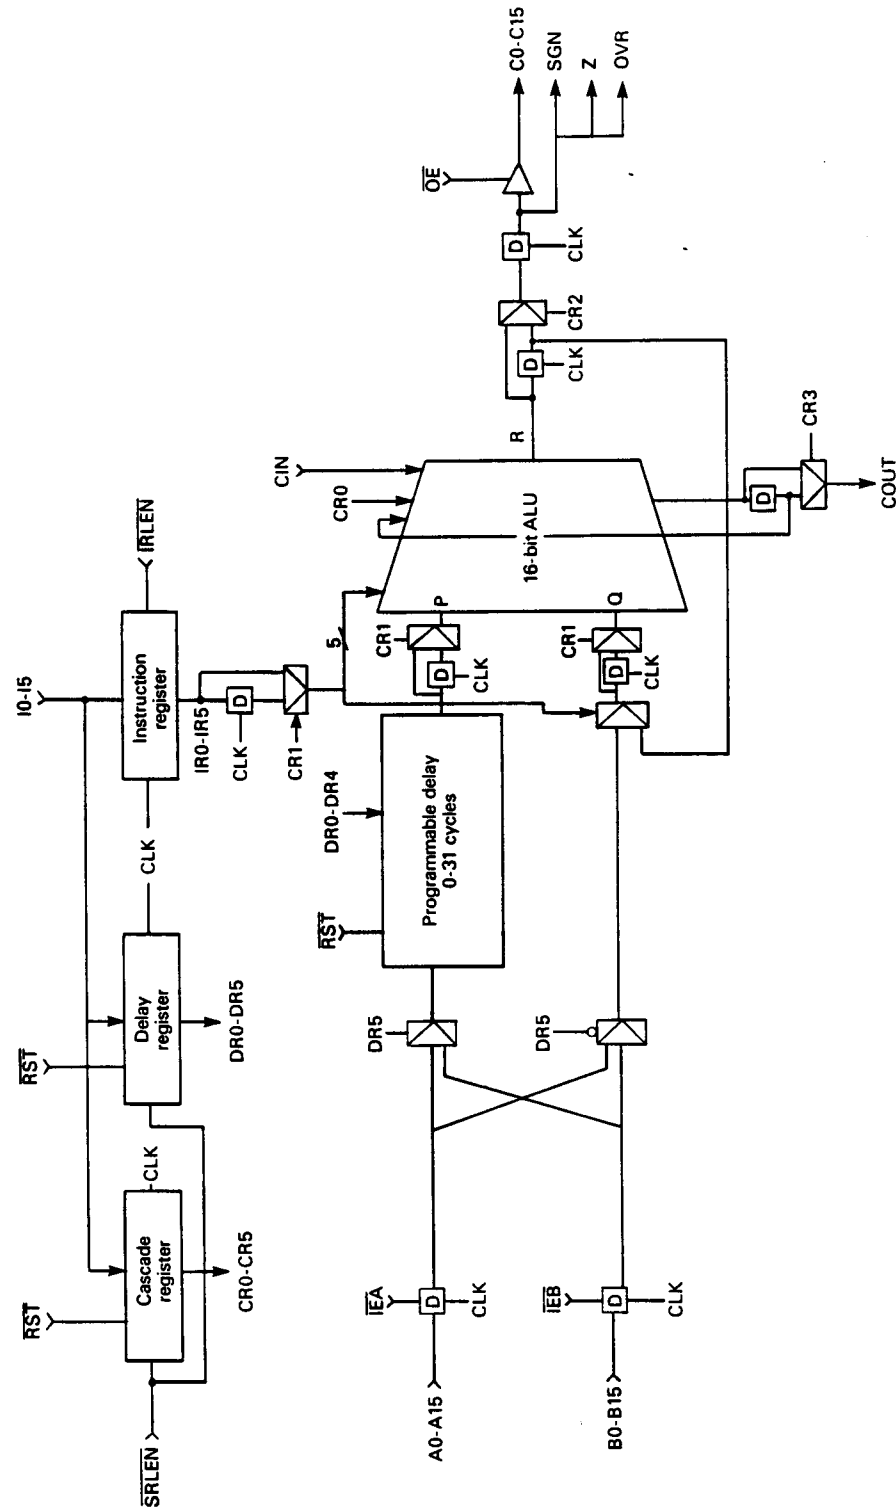 I0-I5
RST
RST
SRLEN
Cascade
register
CLK
Delay
register
CLK
Instruction
register
IRLEN
CR0-CR5
DR0-DR5
IR0-IR5
D
CLK
CR1
5
RST
DR0-DR4
CIN
CR0
OE
IEA
A0-A15
D
CLK
DR5
Programmable delay
0-31 cycles
CR1
D
CLK
P
16-bit ALU
R
D
CLK
CR2
D
CLK
C0-C15
SGN
Z
OVR
IEB
B0-B15
D
CLK
DR5
CR1
D
CLK
Q
D
CR3
COUT